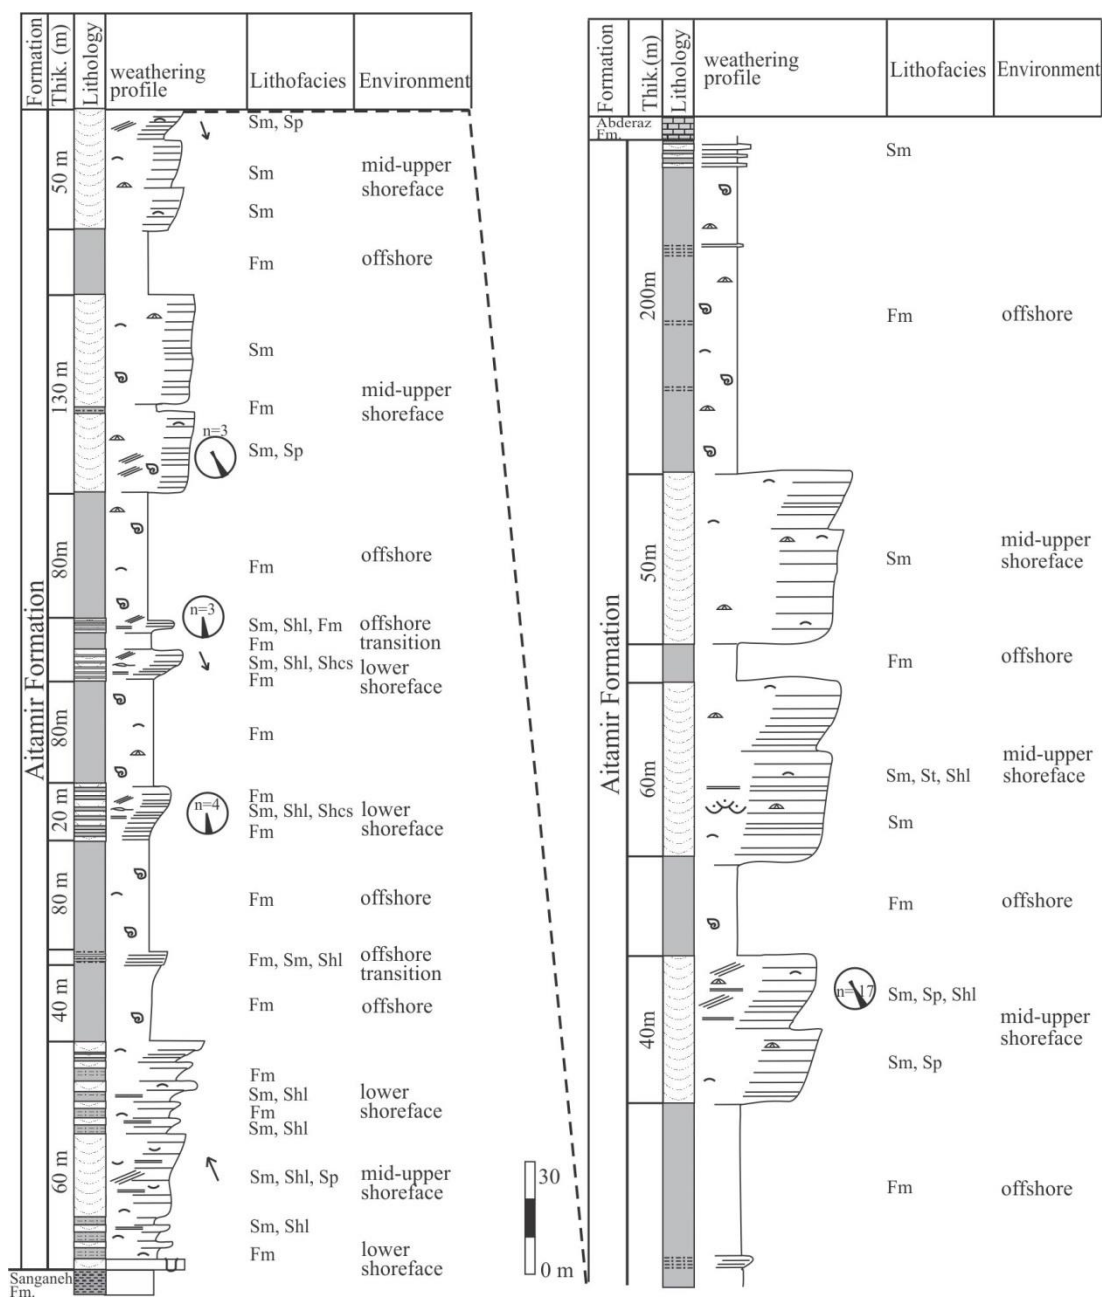 Formation
Thik. (m)
Lithology
weathering
profile
Lithofacies
Environment
Aitamir Formation
50 m
130 m
80m
80m
20 m
80 m
40 m
60 m
Sm, Sp
Sm
mid-upper
shoreface
Sm
Fm
offshore
Sm
mid-upper
shoreface
Fm
n=3
Sm, Sp
Fm
offshore
n=3
Sm, Shl, Fm
offshore
transition
Fm
Sm, Shl, Shcs
lower
shoreface
Fm
Fm
Fm
n=4
Sm, Shl, Shcs
lower
shoreface
Fm
Fm
offshore
Fm, Sm, Shl
offshore
transition
Fm
offshore
Fm
Sm, Shl
lower
shoreface
Fm
Sm, Shl
Sm, Shl, Sp
mid-upper
shoreface
Sm, Shl
Fm
lower
shoreface
Sanganeh
Fm.
30
0 m
Formation
Thik.(m)
Lithology
weathering
profile
Lithofacies
Environment
Abderaz
Fm.
Aitamir Formation
200m
50m
60m
40m
Sm
Fm
offshore
Sm
mid-upper
shoreface
Fm
offshore
Sm, St, Shl
mid-upper
shoreface
Sm
Fm
offshore
n=17
Sm, Sp, Shl
mid-upper
shoreface
Sm, Sp
Fm
offshore